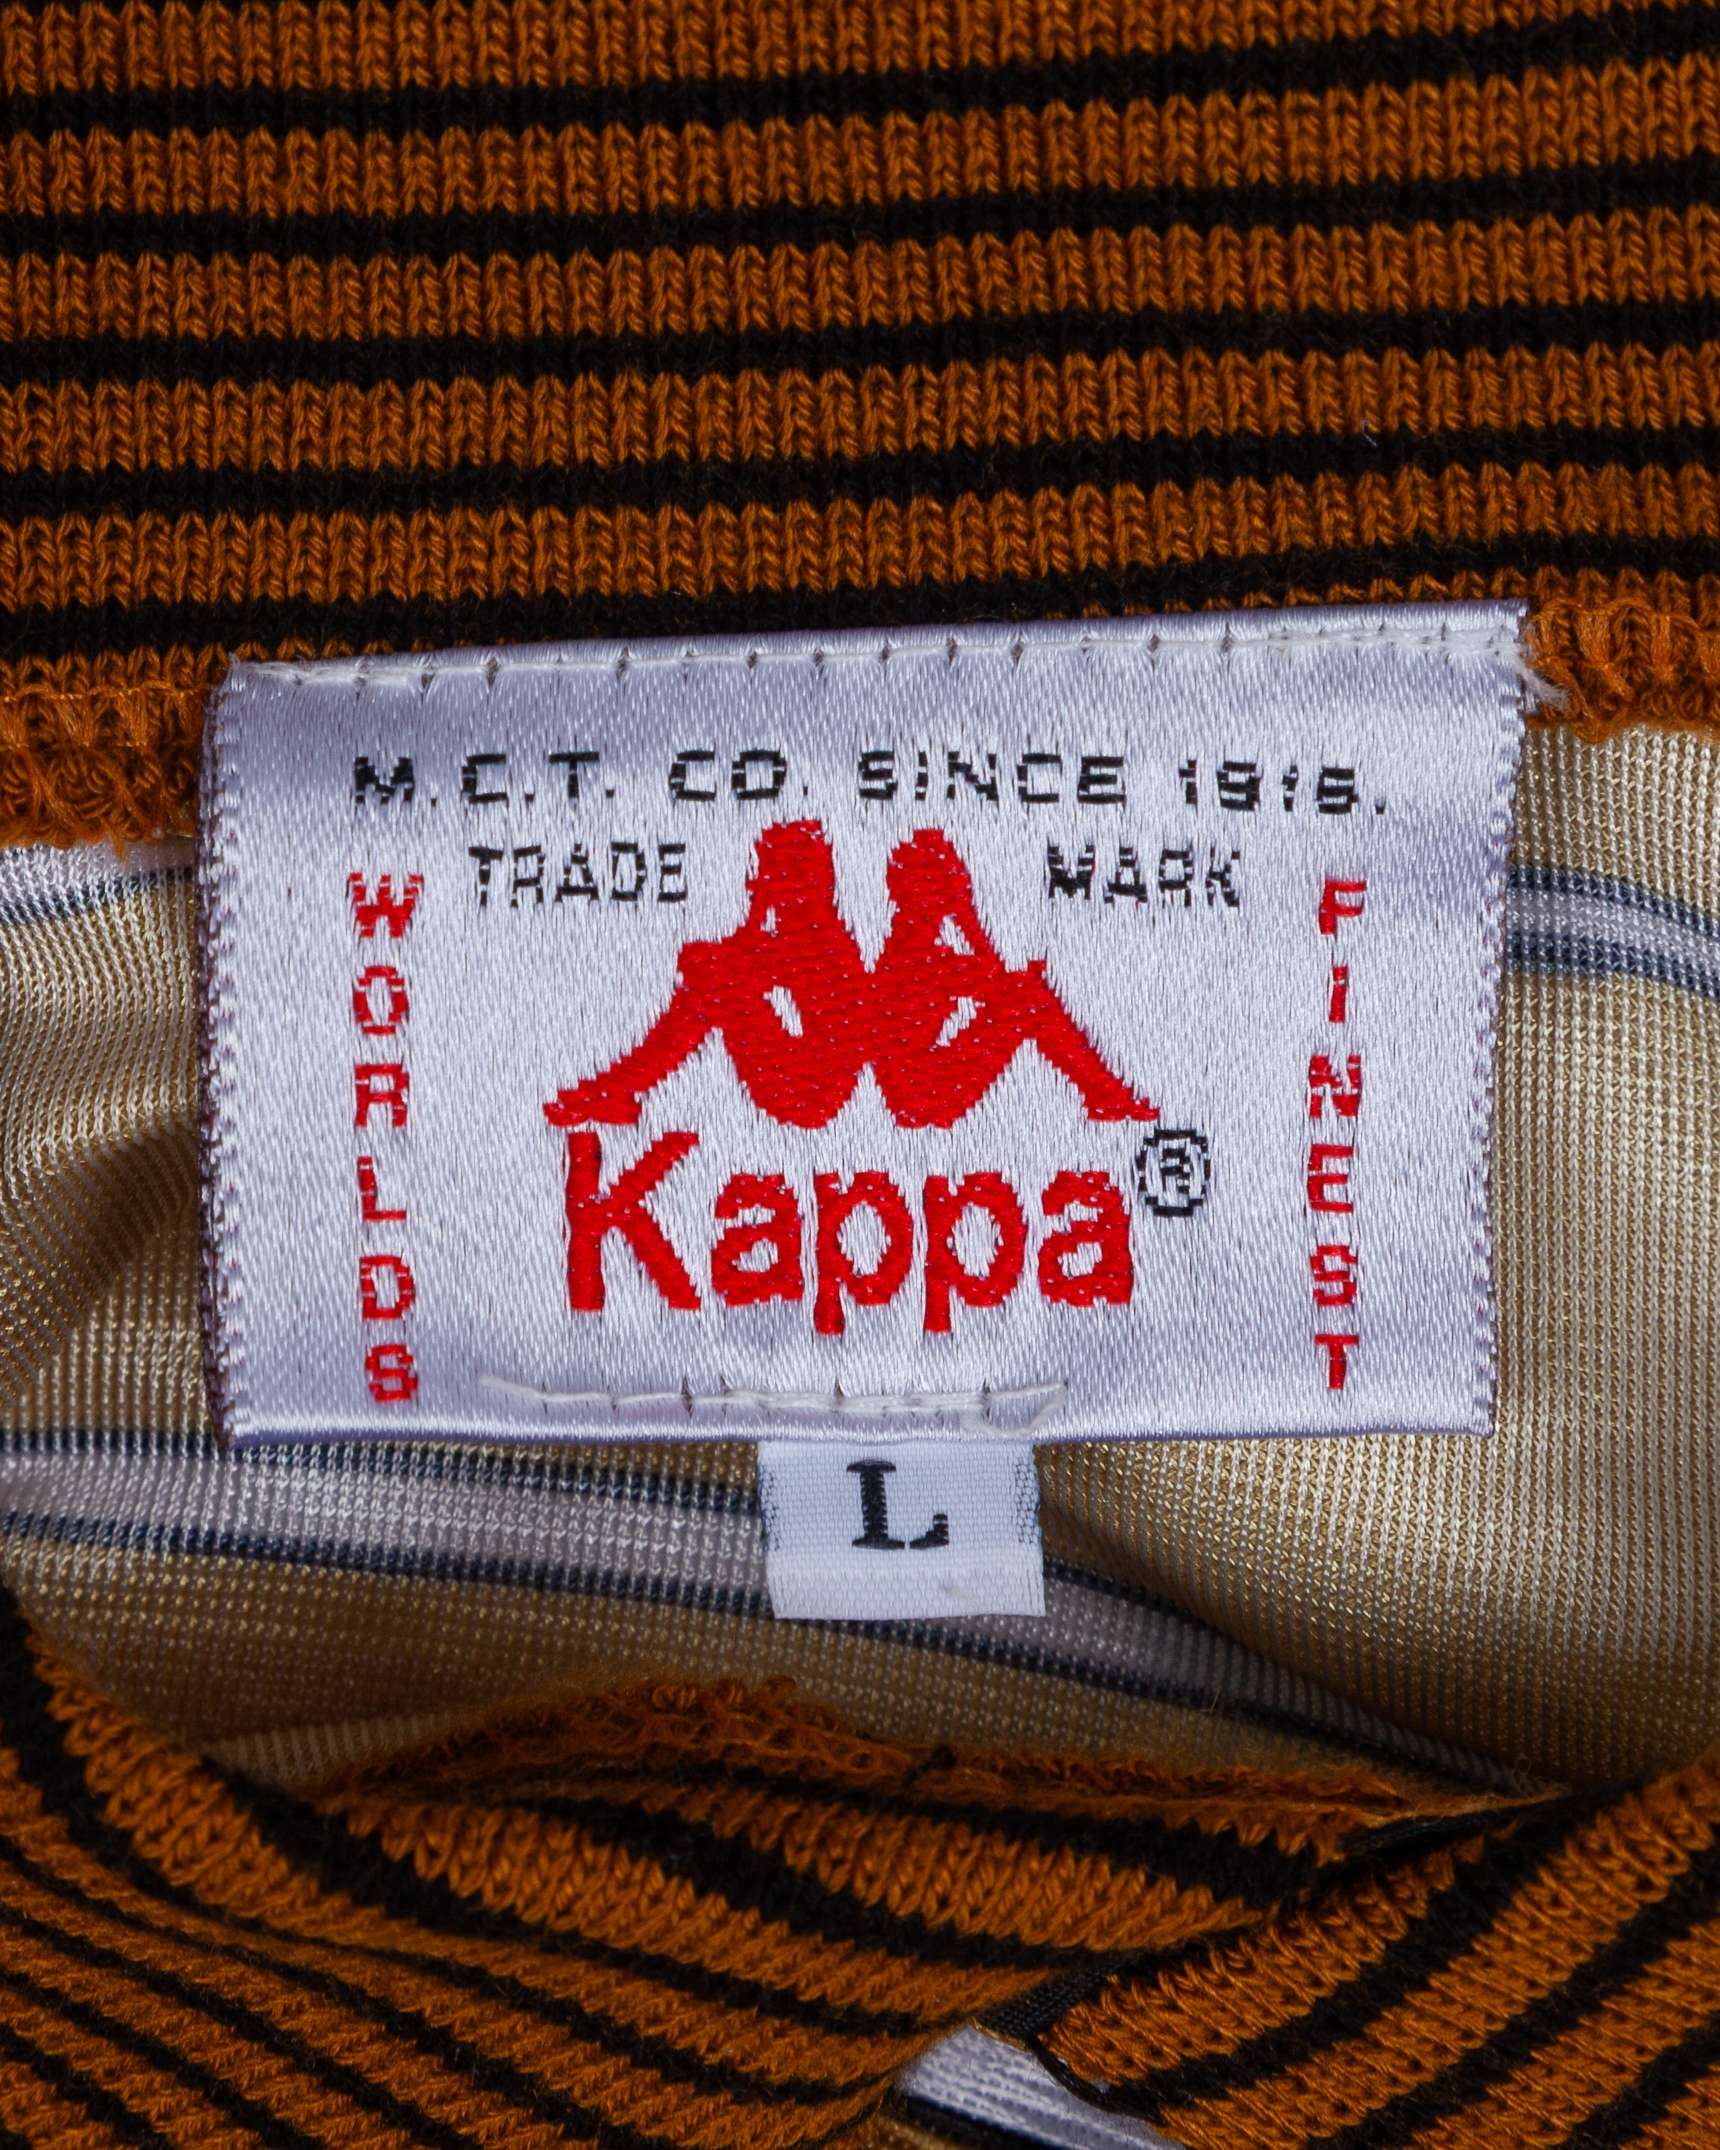 M.C.T. CO. SINCE 1916.
TRADE MARK
WORLDS
FINEST
Kappa®
L